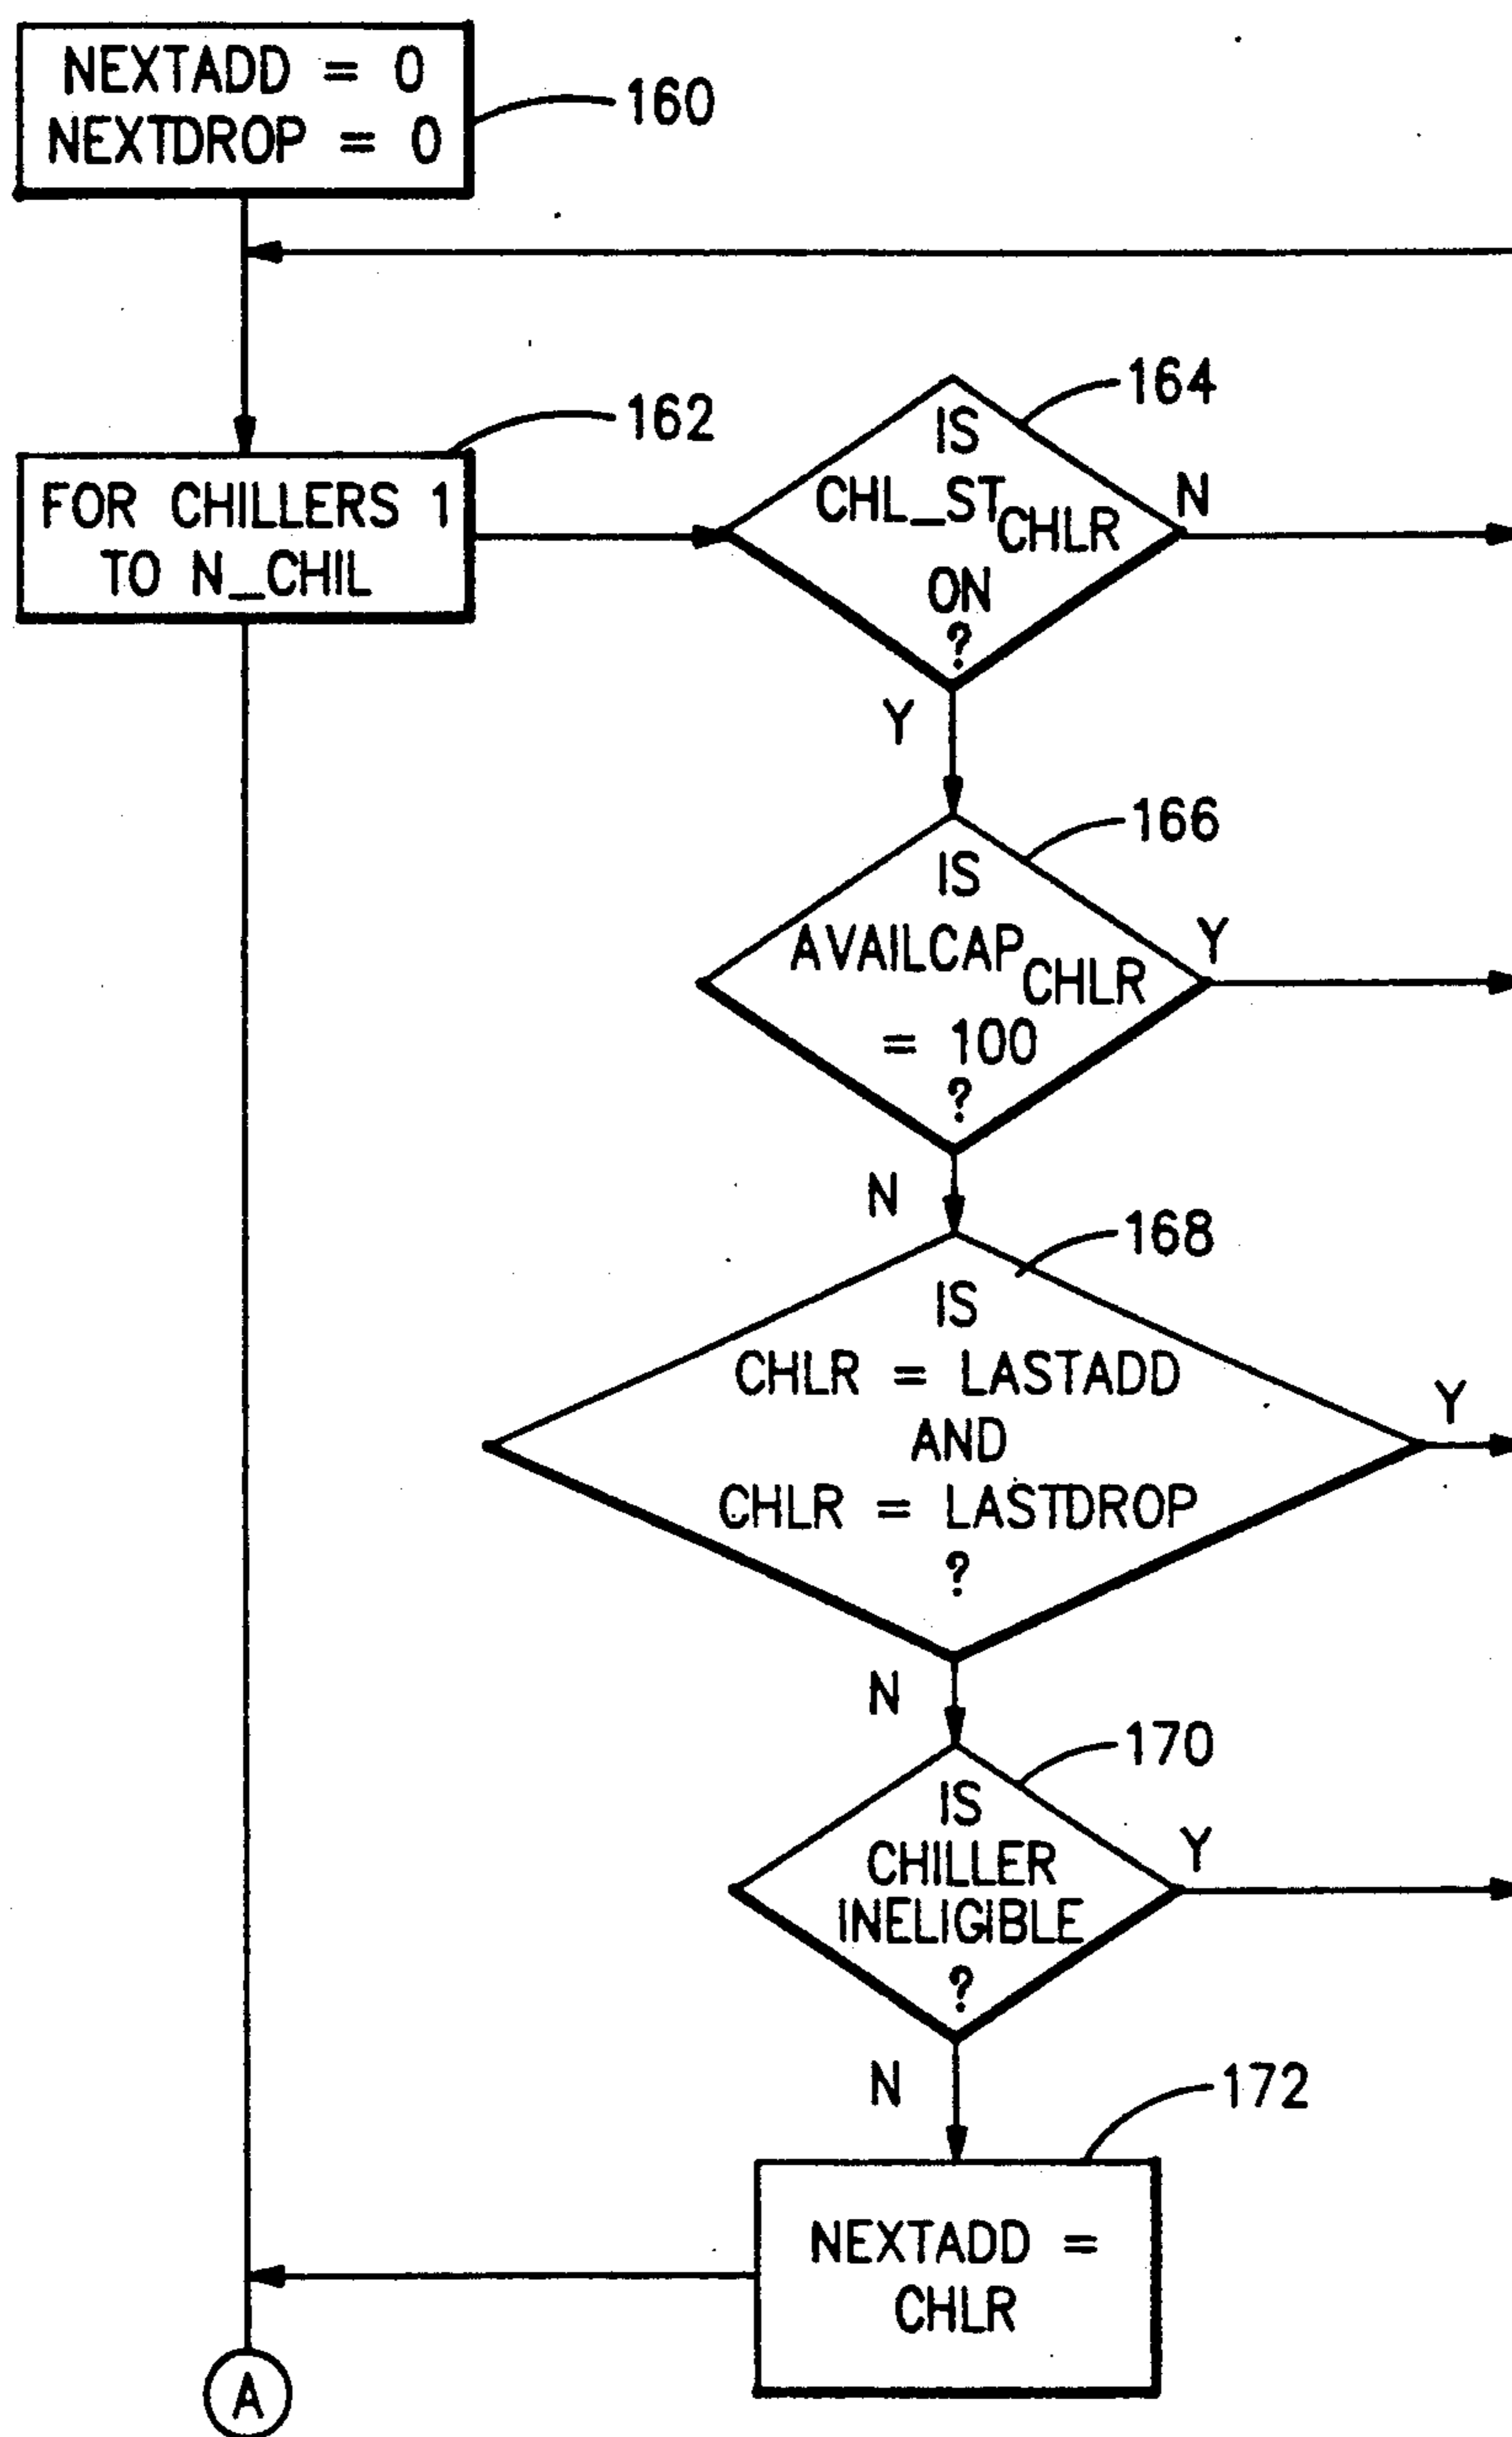 NEXTADD = 0
NEXTDROP = 0
160
FOR CHILLERS 1
TO N_CHIL
162
IS
CHL_ST CHLR
ON
?
164
N
Y
IS
AVAILCAP CHLR
= 100
?
166
Y
N
IS
CHLR = LASTADD
AND
CHLR = LASTDROP
?
168
Y
N
IS
CHILLER
INELIGIBLE
?
170
Y
N
NEXTADD =
CHLR
172
A